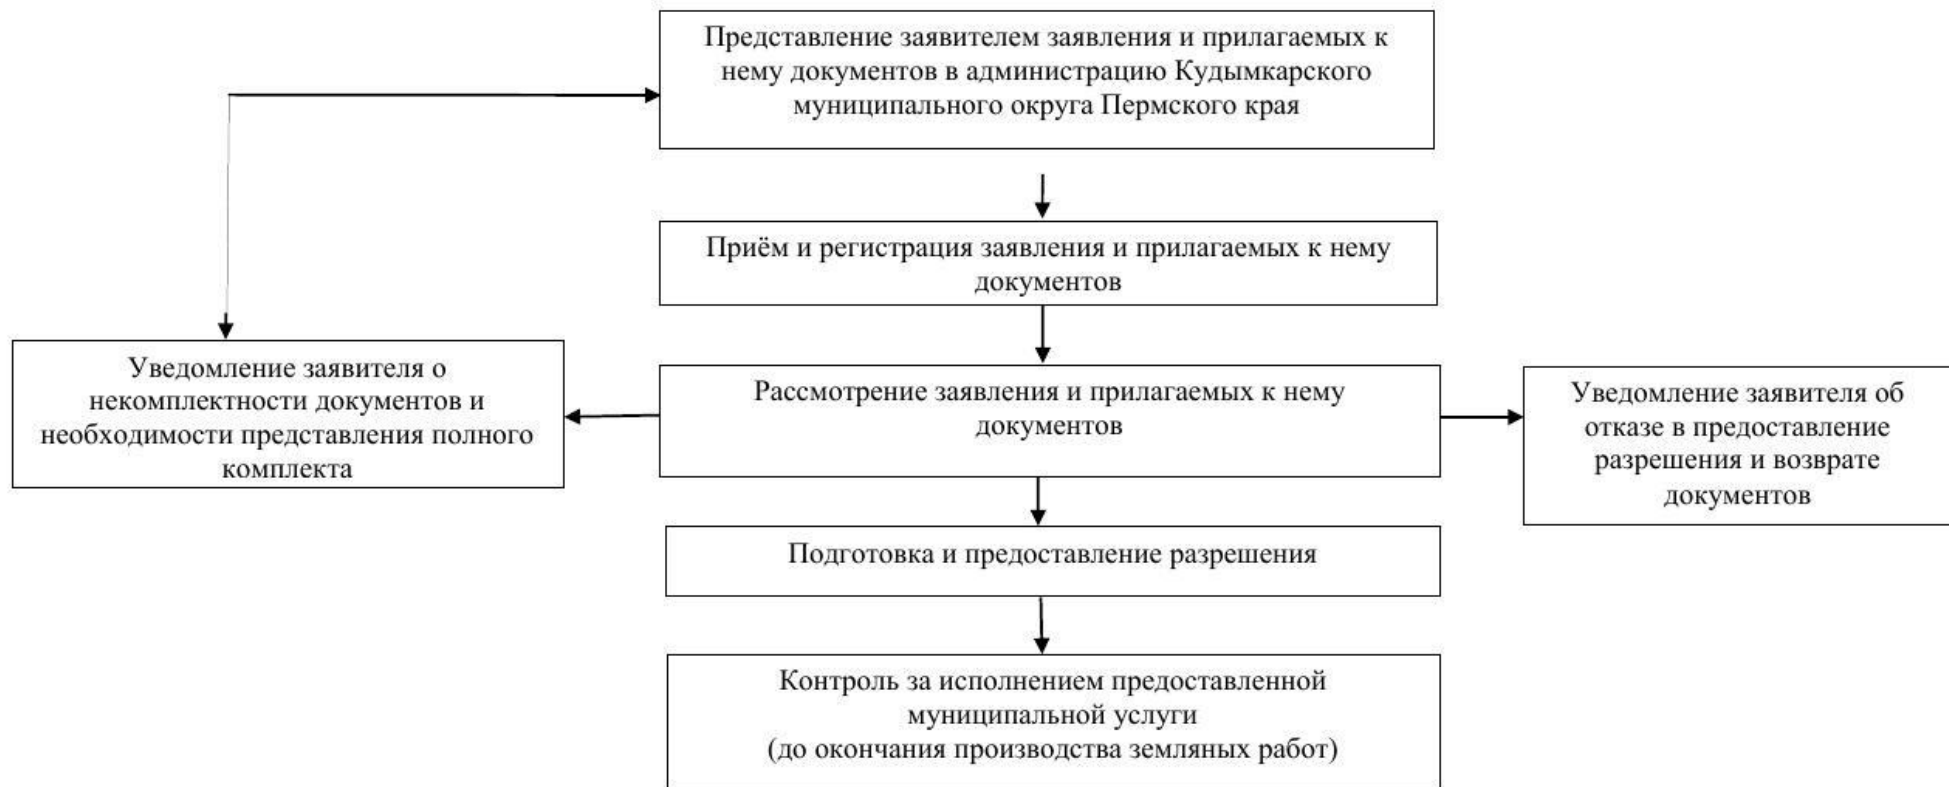 Представление заявителем заявления и прилагаемых к
нему документов в администрацию Кудымкарского
муниципального округа Пермского края
Приём и регистрация заявления и прилагаемых к нему
документов
Уведомление заявителя о
некомплектности документов и
необходимости представления полного
комплекта
Рассмотрение заявления и прилагаемых к нему
документов
Уведомление заявителя об
отказе в предоставление
разрешения и возврате
документов
Подготовка и предоставление разрешения
Контроль за исполнением предоставленной
муниципальной услуги
(до окончания производства земляных работ)